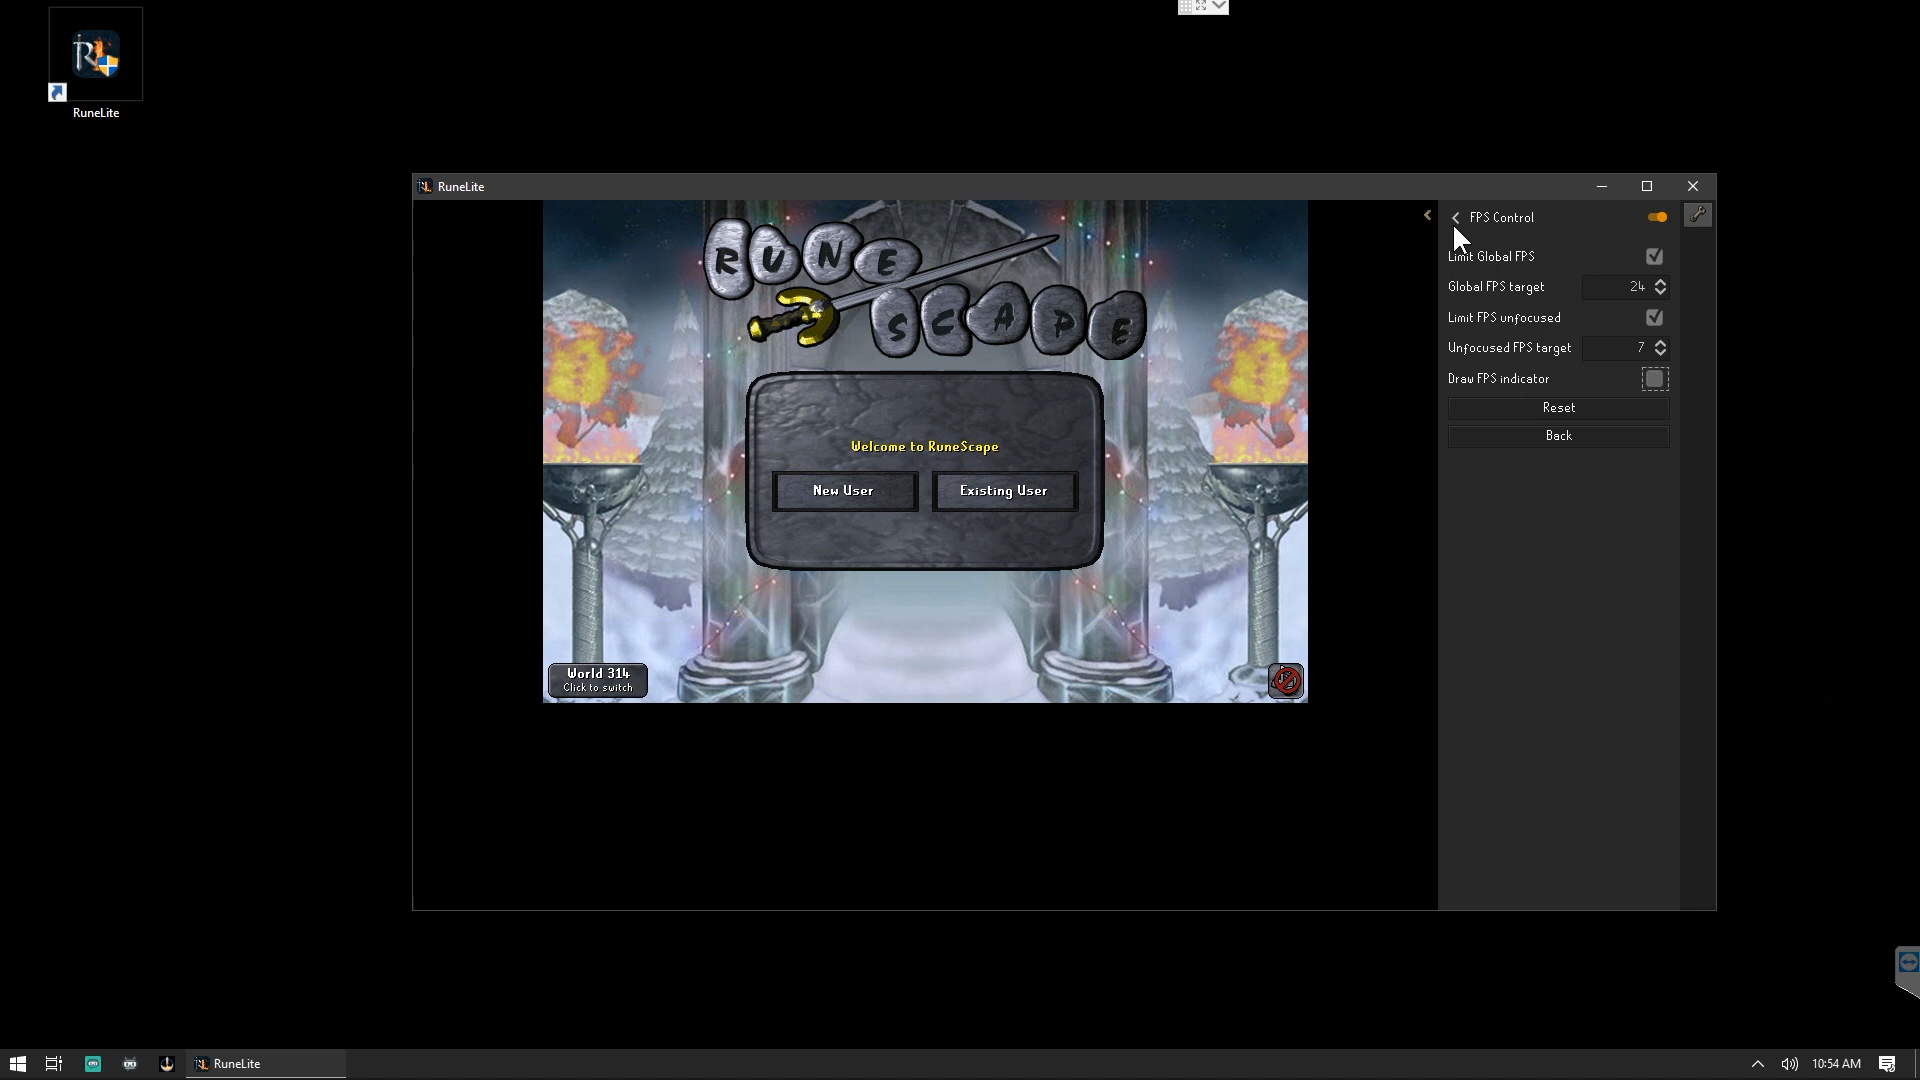 RuneLite
RuneLite
RUNE
SCAPE
FPS Control
Limit Global FPS
Global FPS target 24
Limit FPS unfocused
Unfocused FPS target 7
Draw FPS indicator
Reset
Back
Welcome to RuneScape
New User Existing User
World 314
Click to switch
RuneLite
10:54 AM